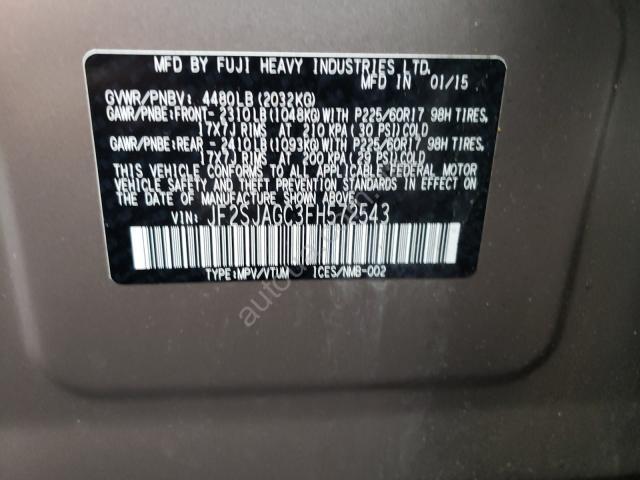 MFD BY FUJI HEAVY INDUSTRIES LTD.
MFD IN 01/15
GVWR/PNBV: 4480LB(2032KG)
GAWR/PNBE:FRONT-2310LB(1048KG)WITH P225/60R17 98H TIRES.
17X7J RIMS AT 210 KPA(30 PSI)COLD
GAWR/PNBE:REAR -2410LB(1093KG)WITH P225/60R17 98H TIRES.
17X7J RIMS AT 200 KPA(29 PSI)COLD
THIS VEHICLE CONFORMS TO ALL APPLICABLE FEDERAL MOTOR
VEHICLE SAFETY AND THEFT PREVENTION STANDARDS IN EFFECT ON
THE DATE OF MANUFACTURE SHOWN ABOVE.
VIN: JF2SJAGC3FH572543
TYPE:MPV/VTUM ICES/NMB-002